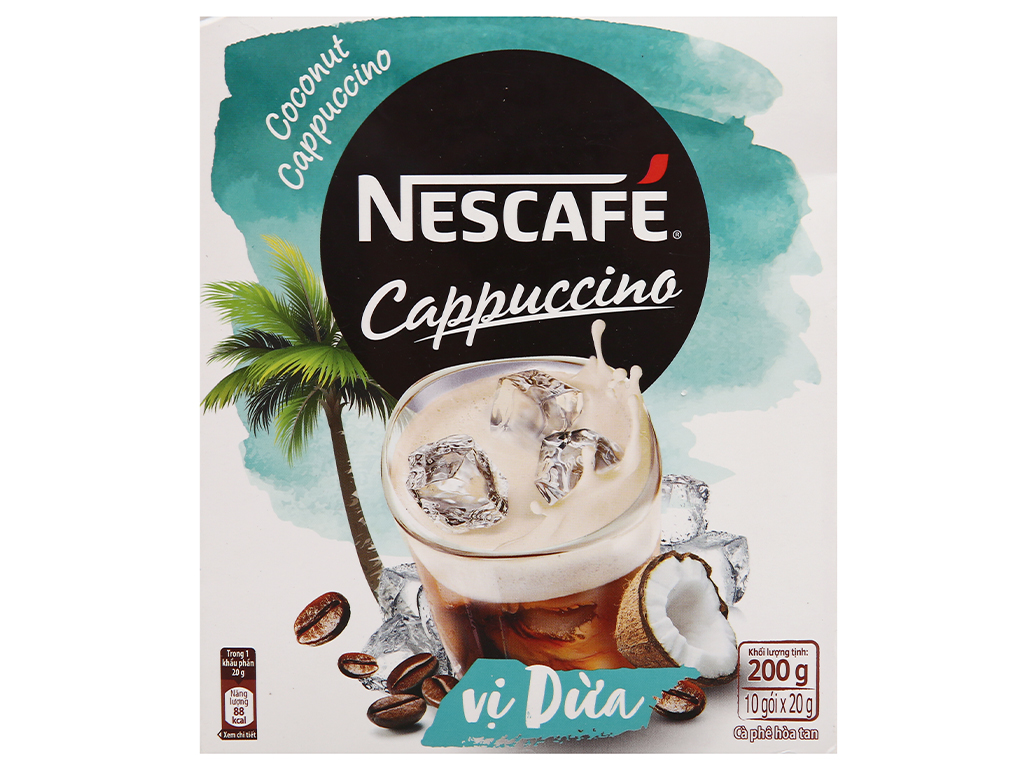 Coconut
Cappuccino
NESCAFÉ®
Cappuccino
Trong 1
khẩu phần
20 g
Năng
lượng
88
kcal
Xem chi tiết
vị Dừa
Khối lượng tịnh:
200 g
10 gói x 20 g
Cà phê hòa tan